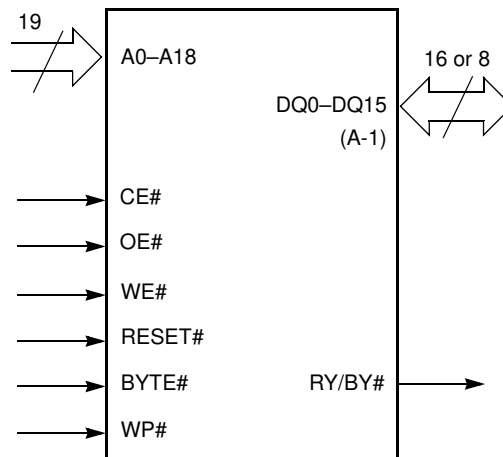 19
A0–A18
16 or 8
DQ0–DQ15
(A-1)
CE#
OE#
WE#
RESET#
BYTE#
RY/BY#
WP#